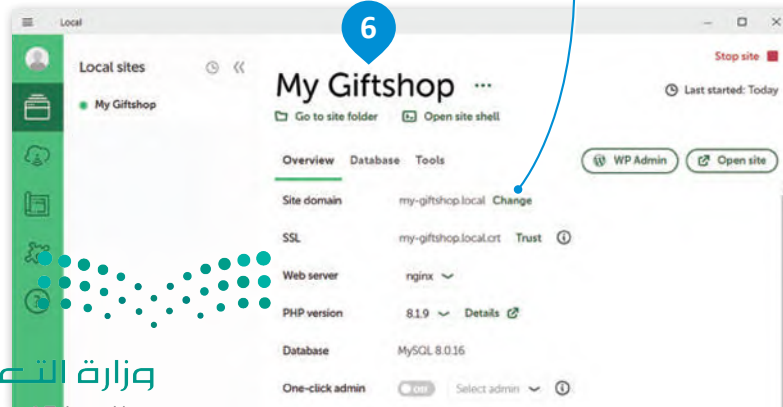 Local
6
Stop site
Local sites
My Giftshop ...
Last started: Today
My Giftshop
Go to site folder Open site shell
Overview Database Tools
WP Admin Open site
Site domain my-giftshop.local Change
SSL my-giftshop.local.crt Trust
Web server nginx
PHP version 8.1.9 Details
Database MySQL 8.0.16
One-click admin Off Select admin
وزارة